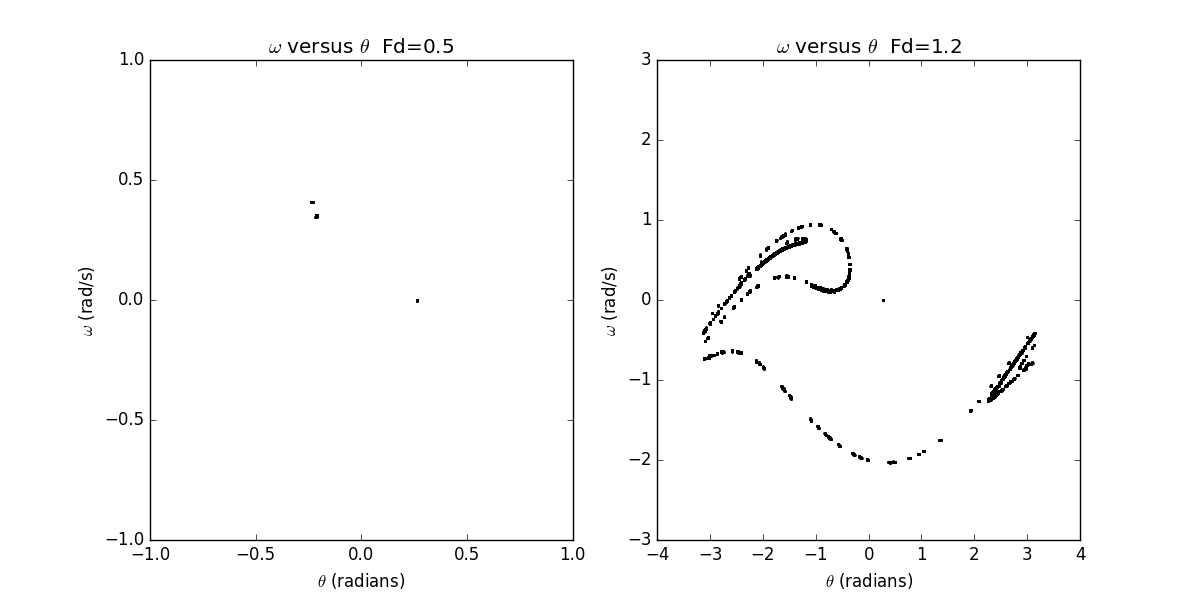 ω versus θ Fd=0.5
1.0
0.5
0.0
−0.5
−1.0
−1.0 −0.5 0.0 0.5 1.0
ω (rad/s)
θ (radians)
ω versus θ Fd=1.2
3
2
1
0
−1
−2
−3
−4 −3 −2 −1 0 1 2 3 4
ω (rad/s)
θ (radians)